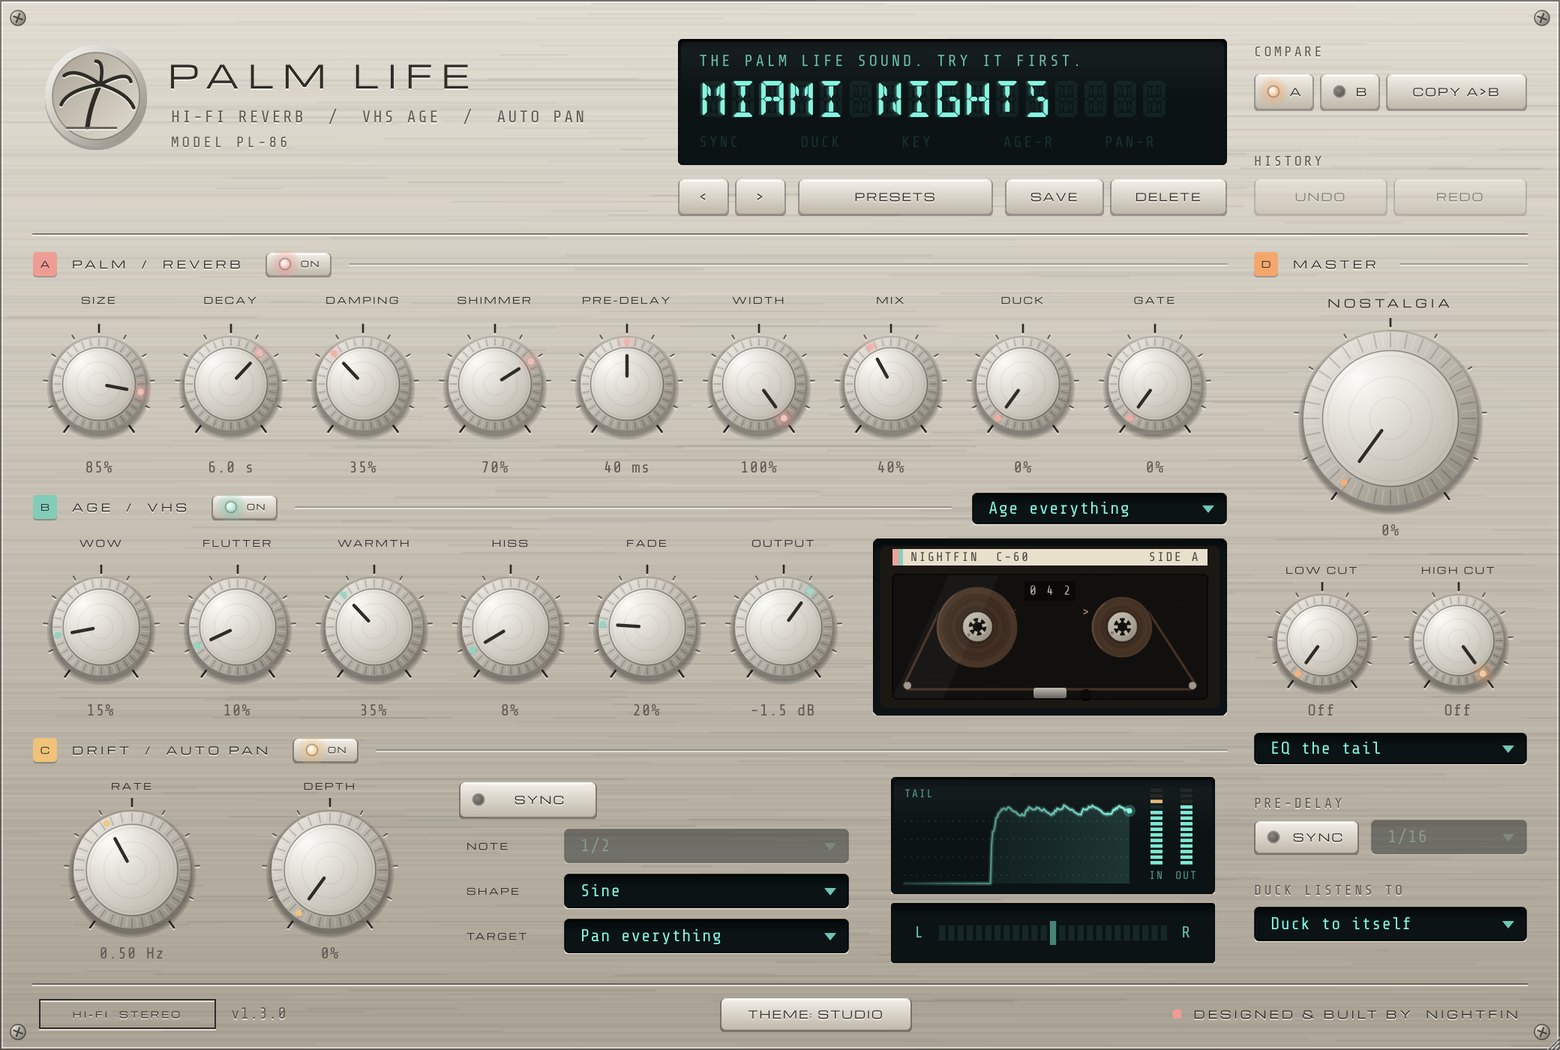 PALM LIFE
HI-FI REVERB / VHS AGE / AUTO PAN
MODEL PL-86
THE PALM LIFE SOUND. TRY IT FIRST.
MIAMI NIGHTS
SYNC DUCK KEY AGE-R PAN-R
< > PRESETS SAVE DELETE
COMPARE
A B COPY A>B
HISTORY
UNDO REDO
A PALM / REVERB ON
SIZE DECAY DAMPING SHIMMER PRE-DELAY WIDTH MIX DUCK GATE
85% 6.0 s 35% 70% 40 ms 100% 40% 0% 0%
D MASTER
NOSTALGIA
0%
B AGE / VHS ON
Age everything
WOW FLUTTER WARMTH HISS FADE OUTPUT
15% 10% 35% 8% 20% -1.5 dB
NIGHTFIN C-60 SIDE A
0 4 2
>
LOW CUT HIGH CUT
Off Off
EQ the tail
C DRIFT / AUTO PAN ON
RATE DEPTH
0.50 Hz 0%
SYNC
NOTE 1/2
SHAPE Sine
TARGET Pan everything
TAIL
IN OUT
L R
PRE-DELAY
SYNC 1/16
DUCK LISTENS TO
Duck to itself
HI-FI STEREO v1.3.0
THEME: STUDIO
DESIGNED & BUILT BY NIGHTFIN